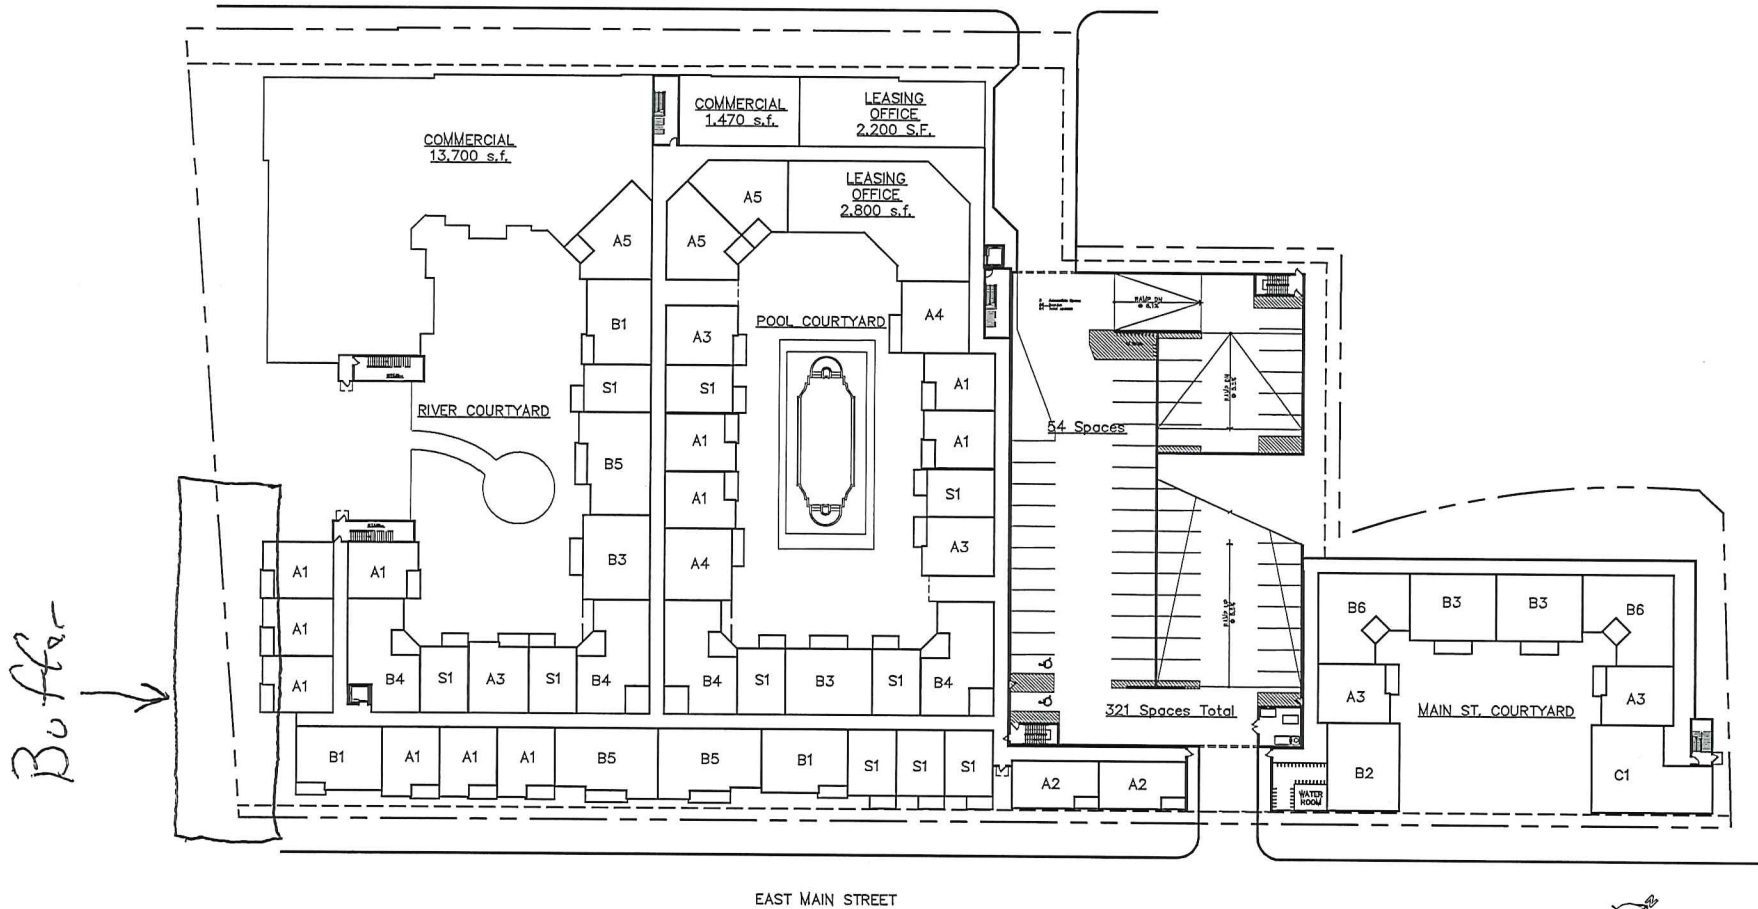 COMMERCIAL
13,700 s.f.
COMMERCIAL
1,470 s.f.
LEASING
OFFICE
2,200 S.F.
LEASING
OFFICE
2,800 s.f.
A5
A5
A5
B1
A3
POOL COURTYARD
A4
S1
S1
A1
RIVER COURTYARD
A1
A1
54 Spaces
B5
A1
S1
B3
A4
A3
A1
A1
A1
A1
B4
S1
A3
S1
B4
B4
S1
B3
S1
B4
B6
B3
B3
B6
A3
MAIN ST. COURTYARD
A3
321 Spaces Total
B1
A1
A1
A1
B5
B5
B1
S1
S1
S1
A2
A2
WATER
ROOM
B2
C1
RAMP DN
Buffar
EAST MAIN STREET